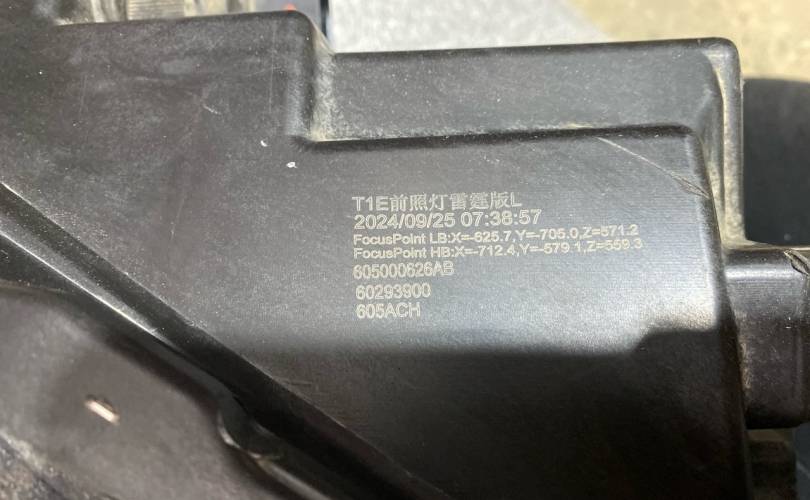 T1E前照灯雷霆版L
2024/09/25 07:38:57
FocusPoint LB:X=-625.7,Y=-705.0,Z=571.2
FocusPoint HB:X=-712.4,Y=-579.1,Z=559.3
605000626AB
60293900
605ACH